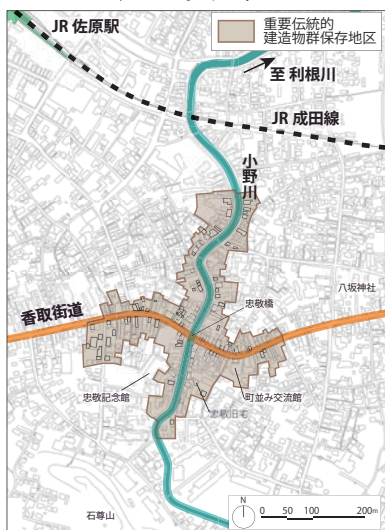 JR 佐原駅
重要伝統的
建造物群保存地区
至 利根川
JR 成田線
小野川
八坂神社
忠敬橋
香取街道
忠敬記念館
町並み交流館
忠敬旧宅
石尊山
N
0 50 100 200m